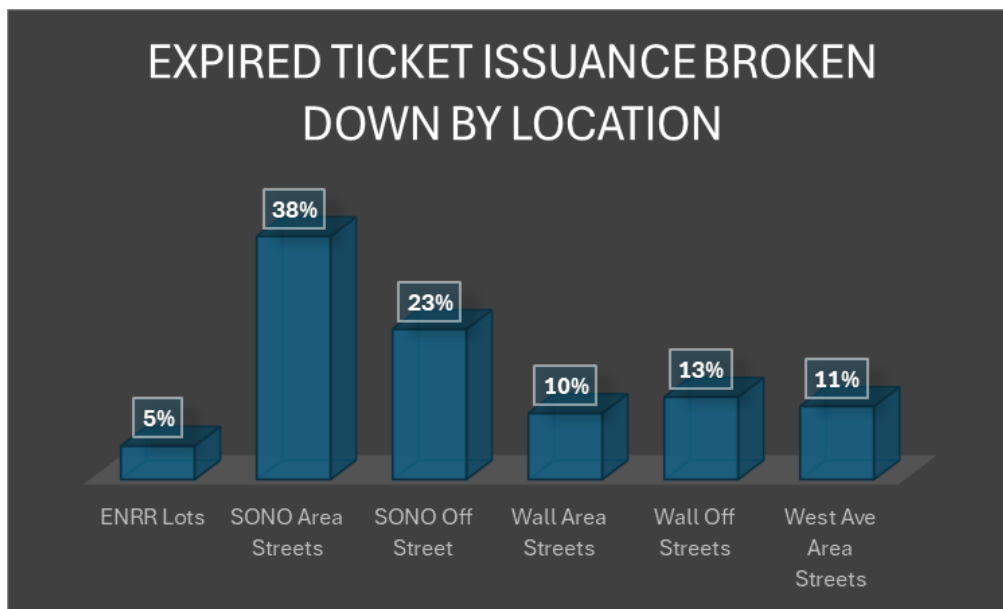 EXPIRED TICKET ISSUANCE BROKEN
DOWN BY LOCATION
38%
23%
13%
11%
10%
5%
ENRR Lots
SONO Area
Streets
SONO Off
Street
Wall Area
Streets
Wall Off
Streets
West Ave
Area
Streets